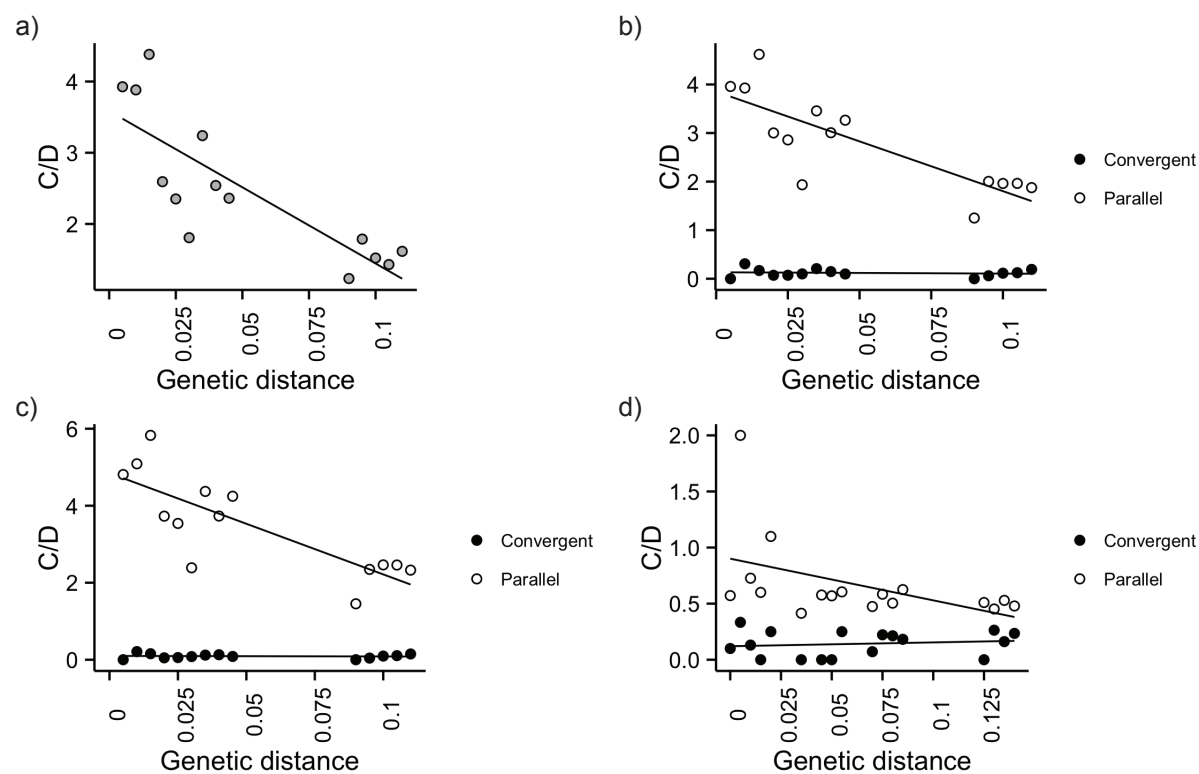 a)
C/D
4
3
2
0
0.025
0.05
0.075
0.1
Genetic distance
b)
C/D
4
3
2
1
0
0
0.025
0.05
0.075
0.1
Genetic distance
Convergent
Parallel
c)
C/D
6
4
2
0
0
0.025
0.05
0.075
0.1
Genetic distance
Convergent
Parallel
d)
C/D
2.0
1.5
1.0
0.5
0.0
0
0.025
0.05
0.075
0.1
0.125
Genetic distance
Convergent
Parallel